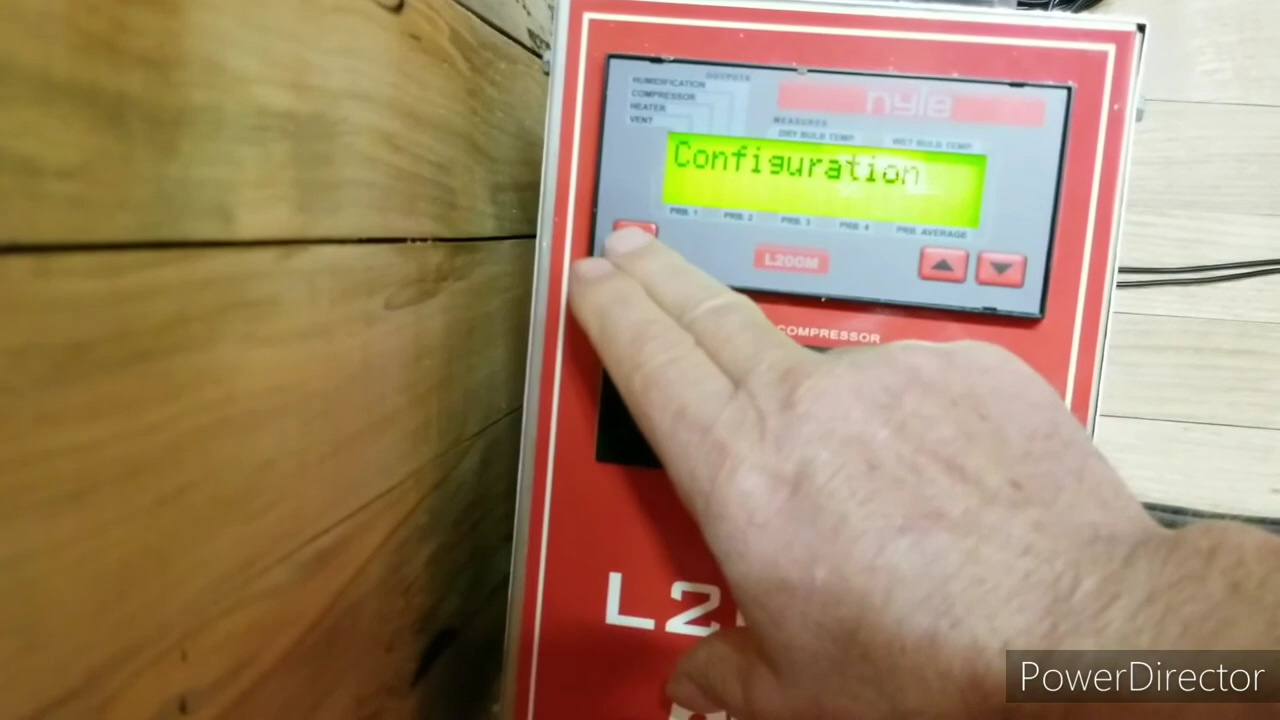 OUTPUTS
HUMIDIFICATION
COMPRESSOR
HEATER
VENT
nyle
MEASURES
DRY BULB TEMP.
WET BULB TEMP.
Configuration
PRB. 1
PRB. 2
PRB. 3
PRB. 4
PRB. AVERAGE
L200M
COMPRESSOR
L2
PowerDirector